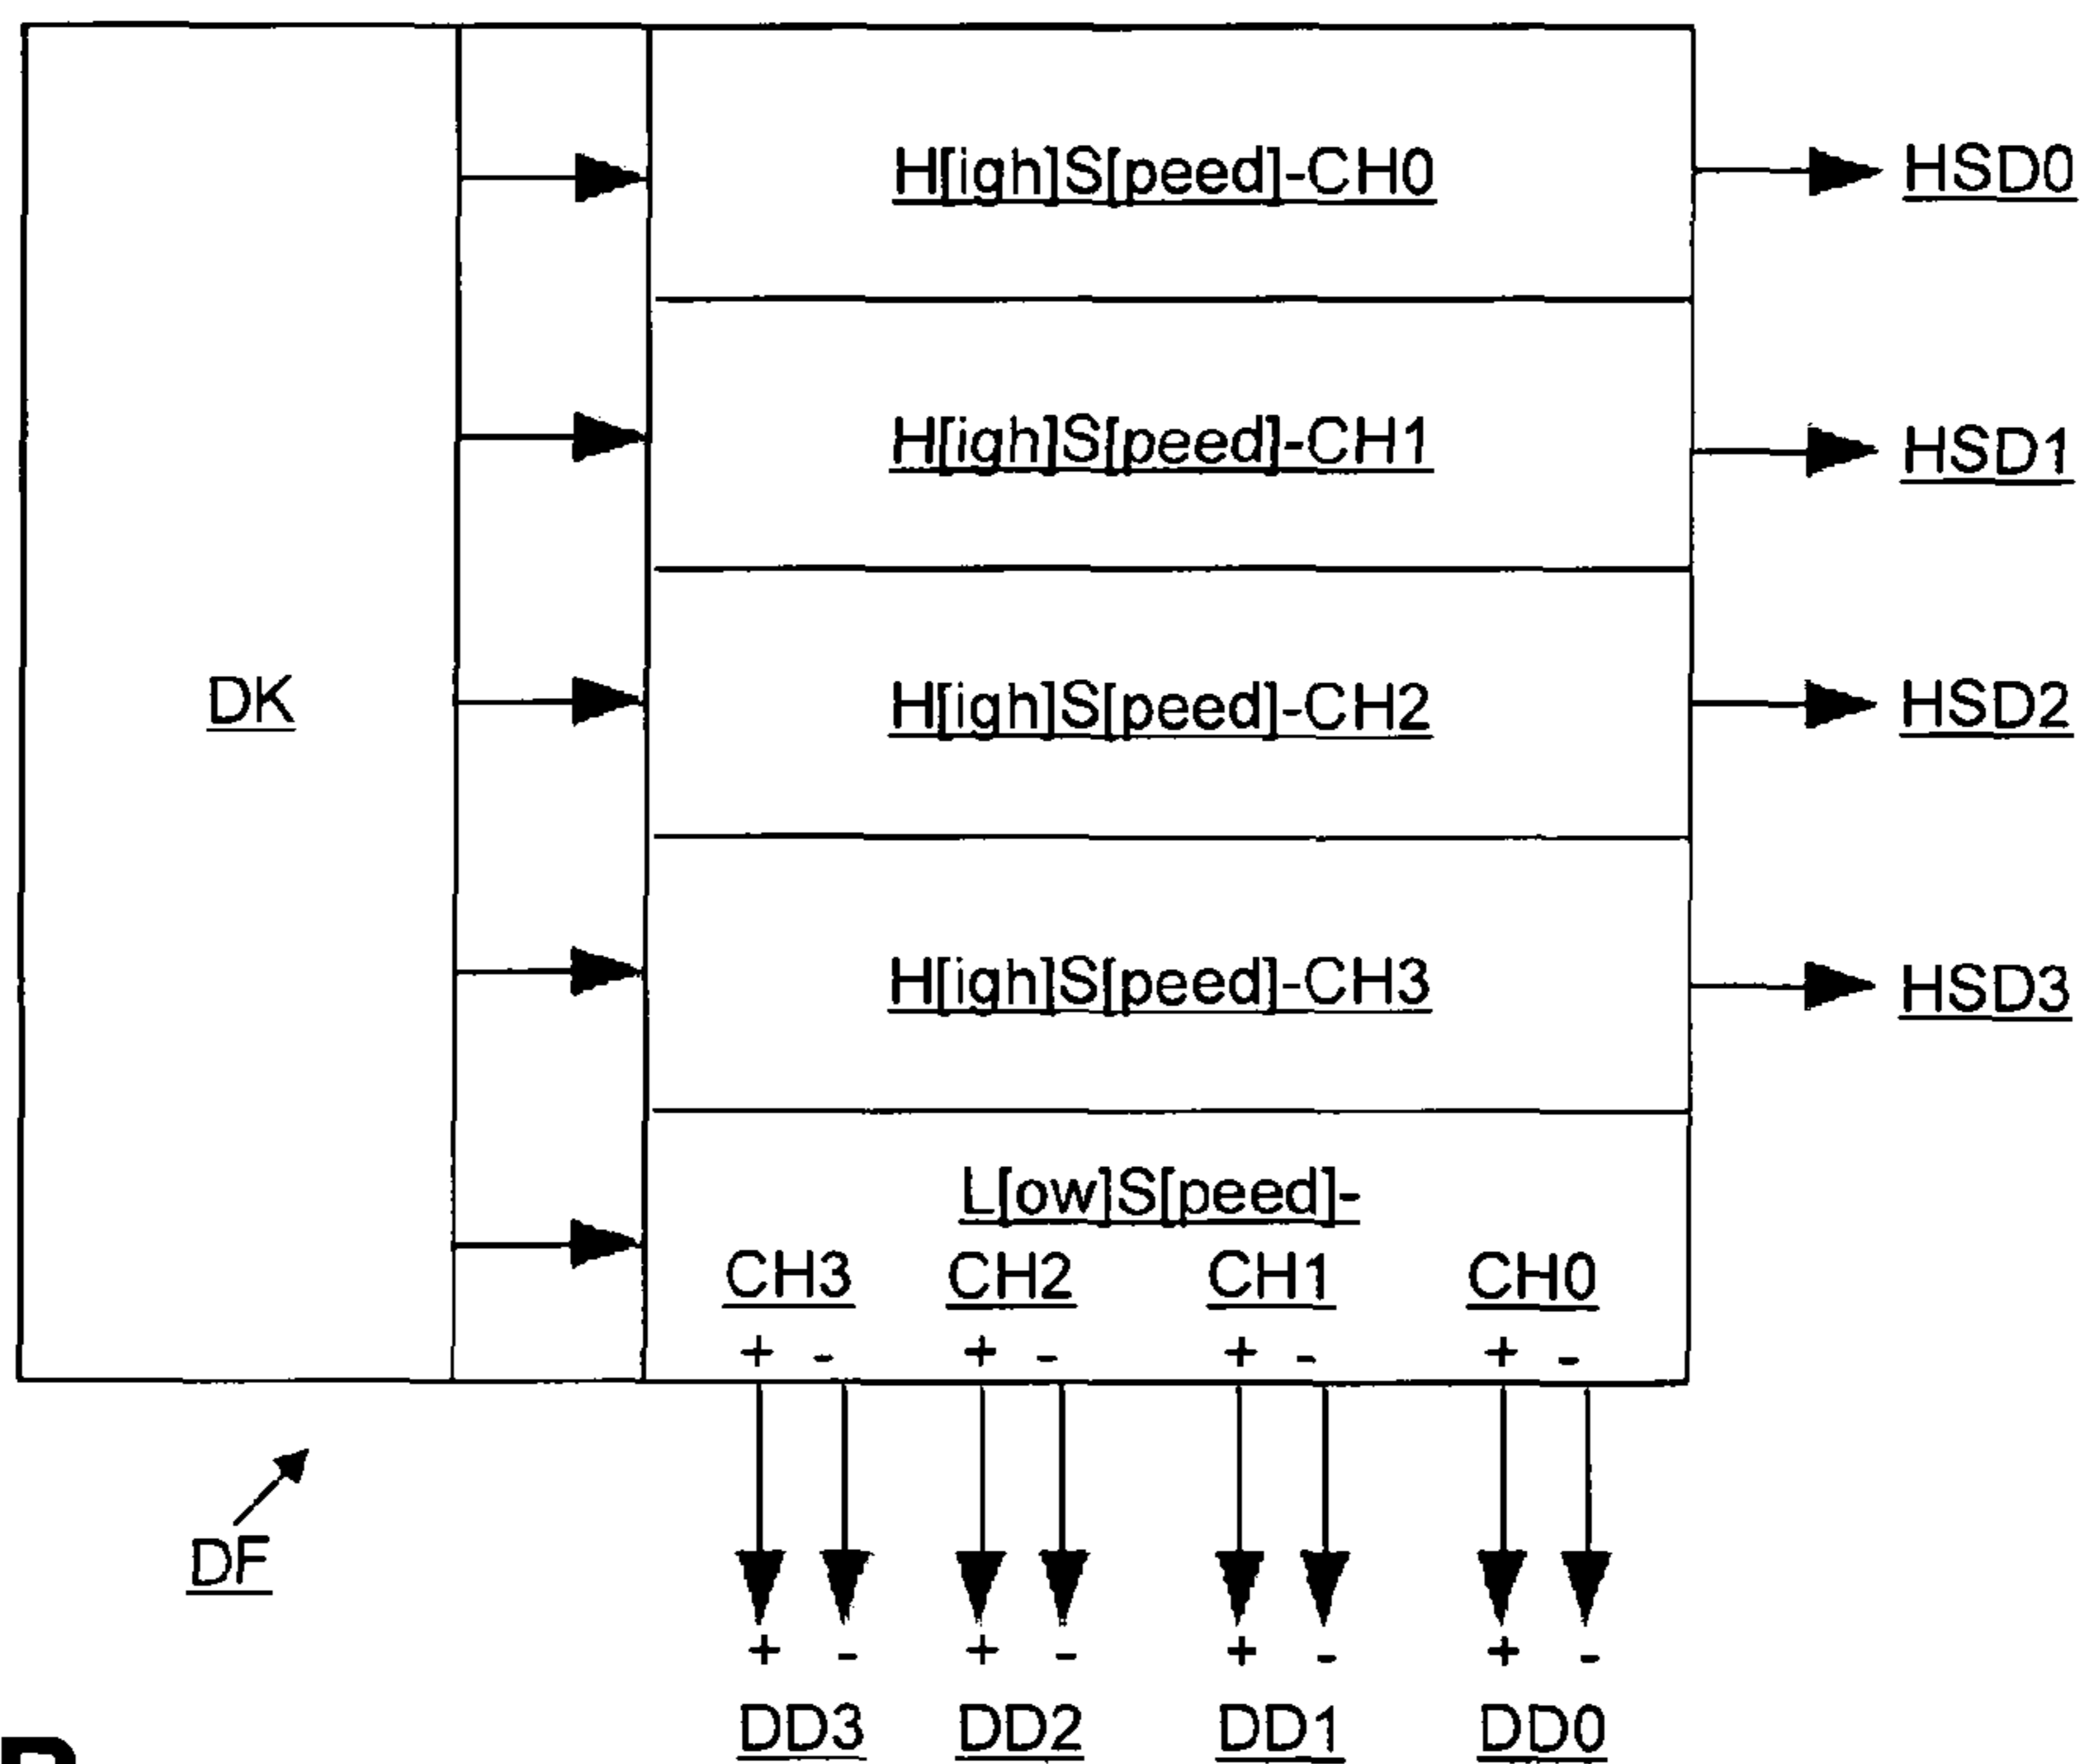 H[igh]S[peed]-CH0
HSD0
H[igh]S[peed]-CH1
HSD1
DK
H[igh]S[peed]-CH2
HSD2
H[igh]S[peed]-CH3
HSD3
L[ow]S[peed]-
CH3 CH2 CH1 CH0
+ - + - + - + -
DF
+ - + - + - + -
DD3 DD2 DD1 DD0